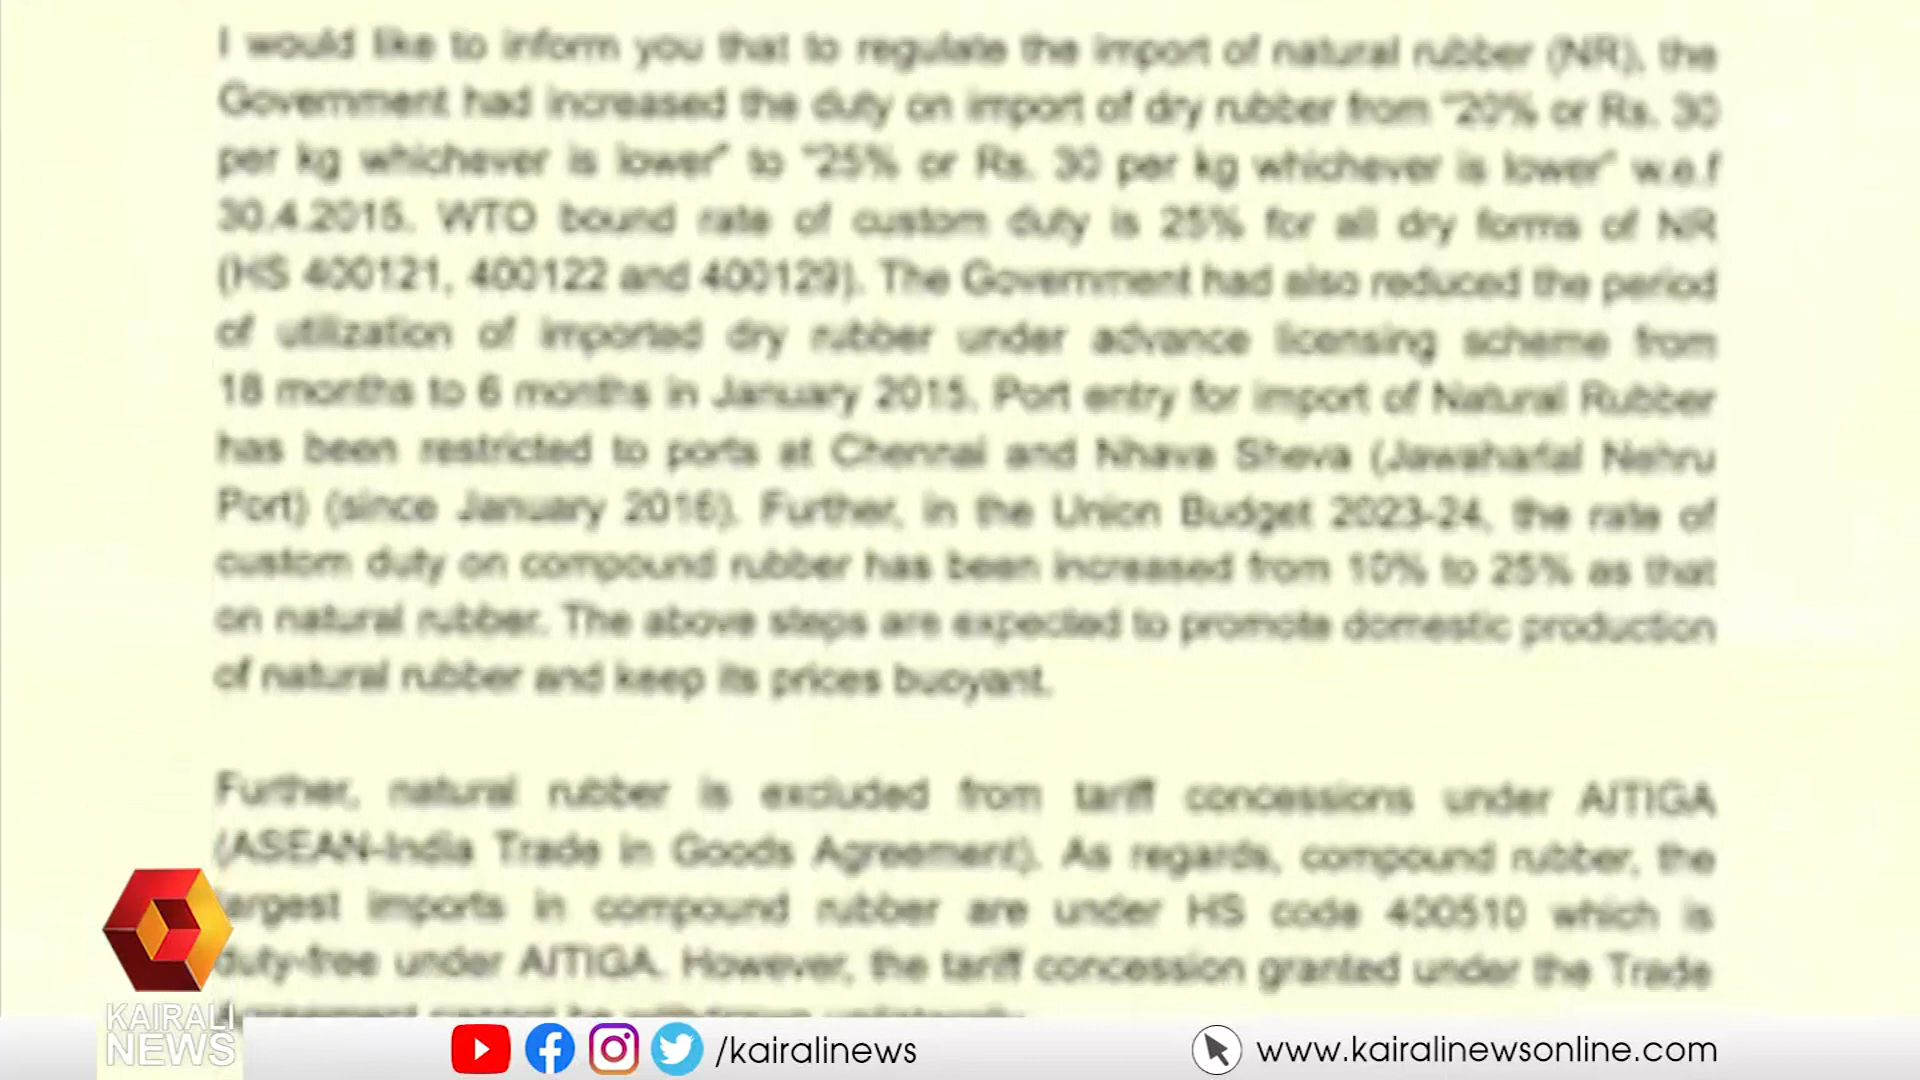 I would like to inform you that to regulate the import of natural rubber (NR), the
Government had increased the duty on import of dry rubber from "20% or Rs. 30
per kg whichever is lower" to "25% or Rs. 30 per kg whichever is lower" w.e.f
30.4.2015. WTO bound rate of custom duty is 25% for all dry forms of NR
(HS 400121, 400122 and 400129). The Government had also reduced the period
of utilization of imported dry rubber under advance licensing scheme from
18 months to 6 months in January 2015. Port entry for import of Natural Rubber
has been restricted to ports at Chennai and Nhava Sheva (Jawaharlal Nehru
Port) (since January 2016). Further, in the Union Budget 2023-24, the rate of
custom duty on compound rubber has been increased from 10% to 25% as that
on natural rubber. The above steps are expected to promote domestic production
of natural rubber and keep its prices buoyant.
Further, natural rubber is excluded from tariff concessions under AITIGA
(ASEAN-India Trade in Goods Agreement). As regards, compound rubber, the
largest imports in compound rubber are under HS code 400510 which is
duty-free under AITIGA. However, the tariff concession granted under the Trade
KAIRALI
NEWS
/kairalinews
www.kairalinewsonline.com